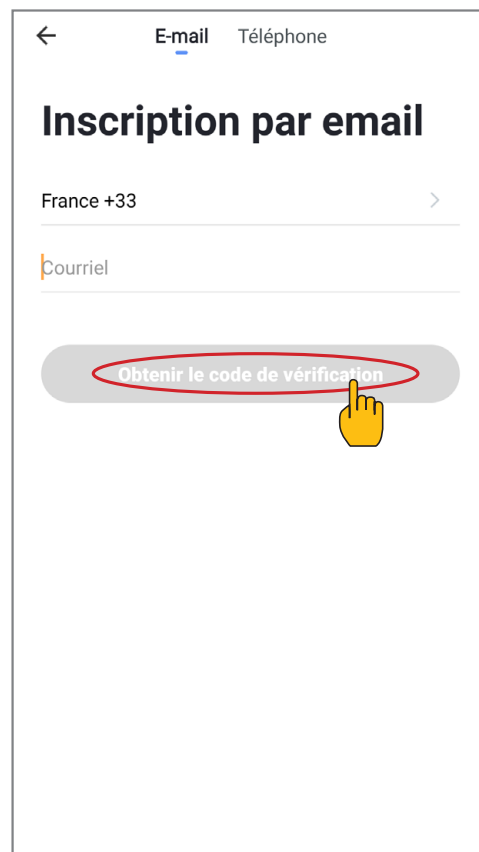 E-mail Téléphone
Inscription par email
France +33
Courriel
Obtenir le code de vérification